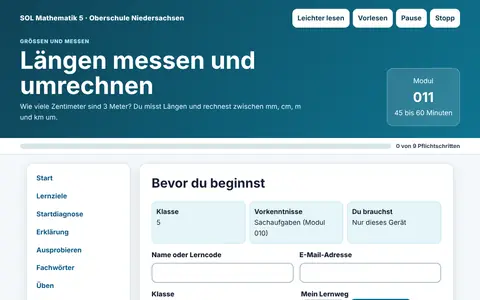 SOL Mathematik 5 · Oberschule Niedersachsen
Leichter lesen
Vorlesen
Pause
Stopp
GRÖSSEN UND MESSEN
Längen messen und
umrechnen
Wie viele Zentimeter sind 3 Meter? Du misst Längen und rechnest zwischen mm, cm, m
und km um.
Modul
011
45 bis 60 Minuten
0 von 9 Pflichtschritten
Start
Lernziele
Startdiagnose
Erklärung
Ausprobieren
Fachwörter
Üben
Bevor du beginnst
Klasse
5
Vorkenntnisse
Sachaufgaben (Modul
010)
Du brauchst
Nur dieses Gerät
Name oder Lerncode
E-Mail-Adresse
Klasse
Mein Lernweg